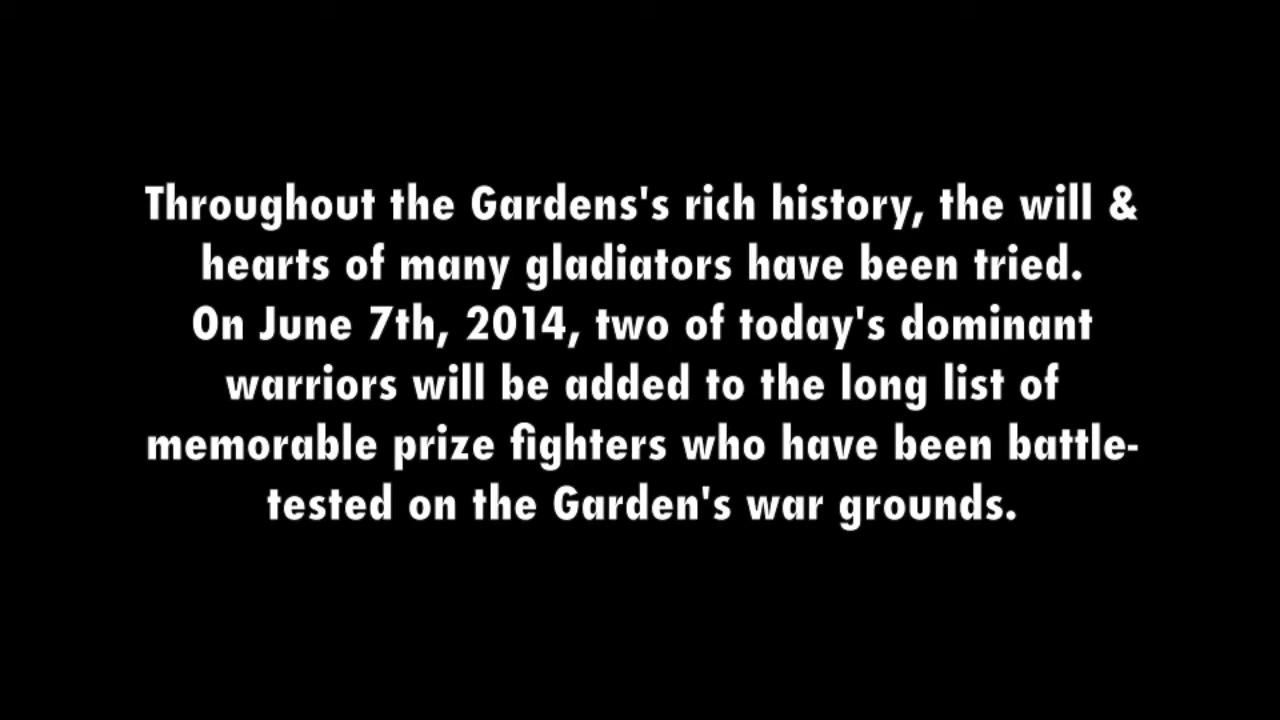 Throughout the Gardens's rich history, the will &
hearts of many gladiators have been tried.
On June 7th, 2014, two of today's dominant
warriors will be added to the long list of
memorable prize fighters who have been battle-
tested on the Garden's war grounds.